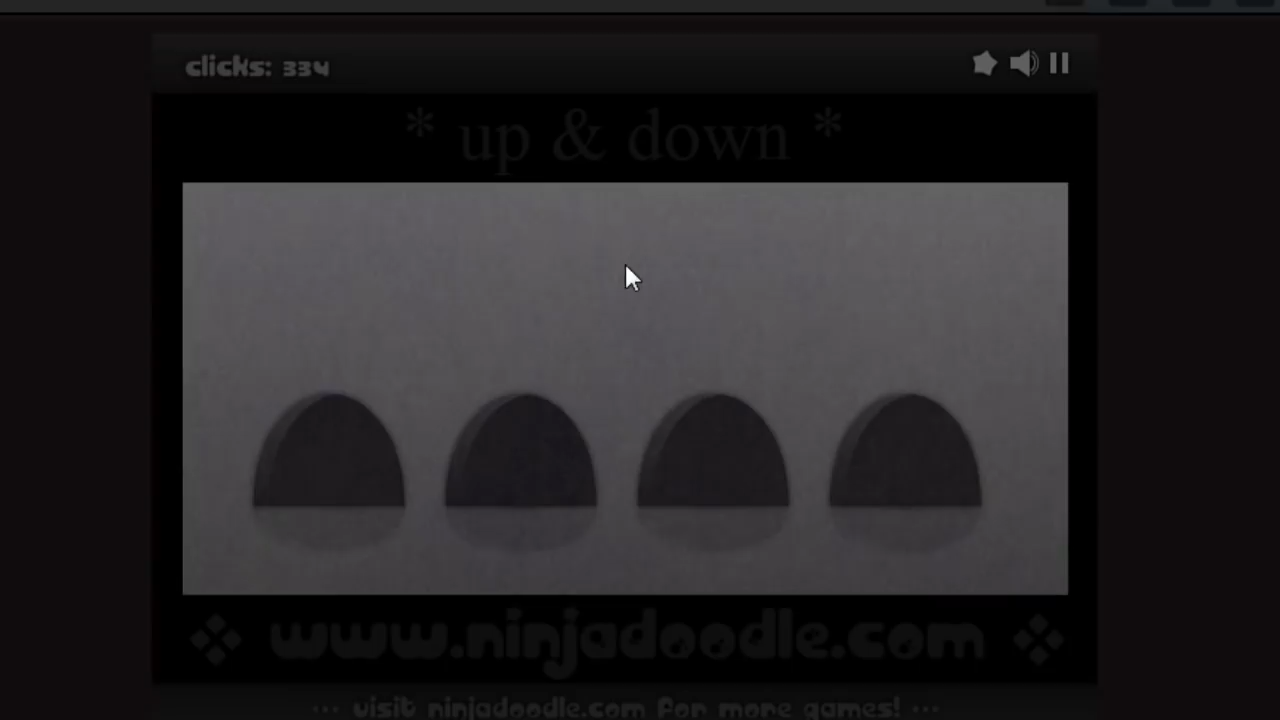 clicks: 334
* up & down *
www.ninjadoodle.com
··· visit ninjadoodle.com for more games! ···